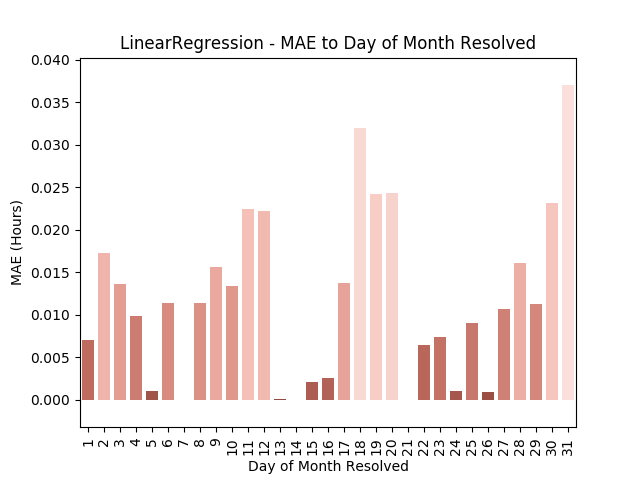 LinearRegression - MAE to Day of Month Resolved
0.040
0.035
0.030
0.025
0.020
0.015
0.010
0.005
0.000
MAE (Hours)
1 2 3 4 5 6 7 8 9 10 11 12 13 14 15 16 17 18 19 20 21 22 23 24 25 26 27 28 29 30 31
Day of Month Resolved